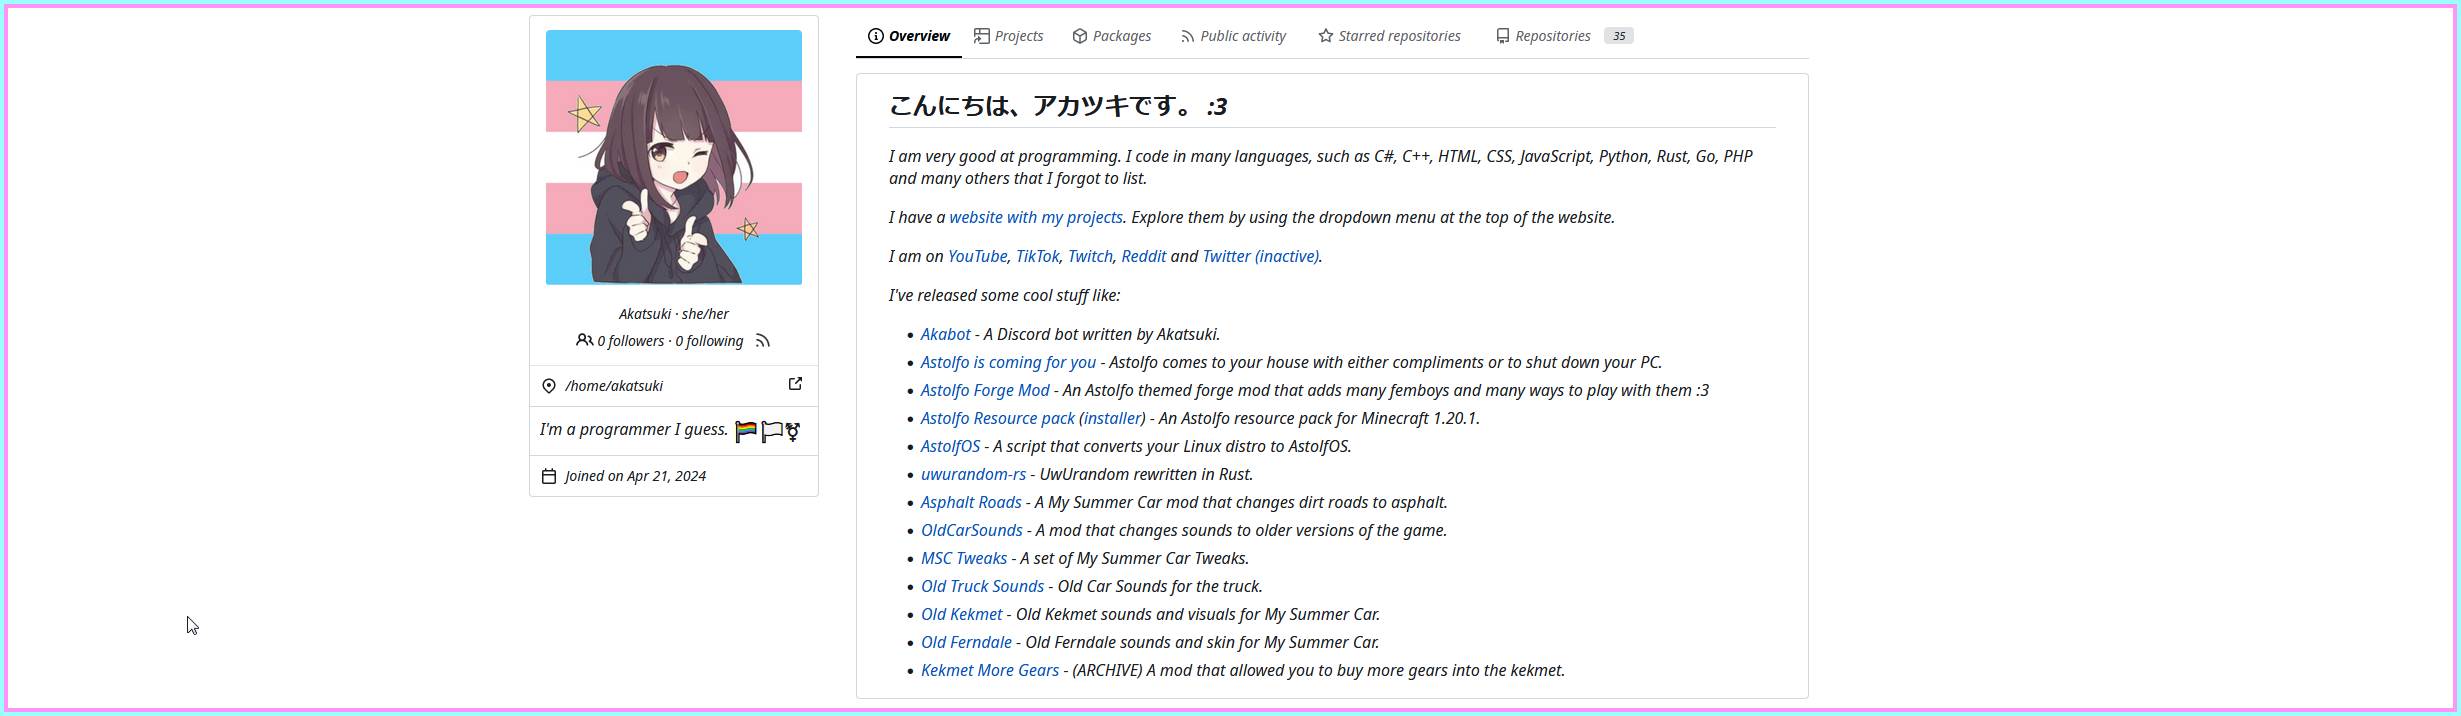 Overview Projects Packages Public activity Starred repositories Repositories 35
Akatsuki · she/her
0 followers · 0 following
/home/akatsuki
I'm a programmer I guess. 🏳️‍🌈🏳⚧
Joined on Apr 21, 2024
こんにちは、アカツキです。 :3
I am very good at programming. I code in many languages, such as C#, C++, HTML, CSS, JavaScript, Python, Rust, Go, PHP
and many others that I forgot to list.
I have a website with my projects. Explore them by using the dropdown menu at the top of the website.
I am on YouTube, TikTok, Twitch, Reddit and Twitter (inactive).
I've released some cool stuff like:
• Akabot - A Discord bot written by Akatsuki.
• Astolfo is coming for you - Astolfo comes to your house with either compliments or to shut down your PC.
• Astolfo Forge Mod - An Astolfo themed forge mod that adds many femboys and many ways to play with them :3
• Astolfo Resource pack (installer) - An Astolfo resource pack for Minecraft 1.20.1.
• AstolfOS - A script that converts your Linux distro to AstolfOS.
• uwurandom-rs - UwUrandom rewritten in Rust.
• Asphalt Roads - A My Summer Car mod that changes dirt roads to asphalt.
• OldCarSounds - A mod that changes sounds to older versions of the game.
• MSC Tweaks - A set of My Summer Car Tweaks.
• Old Truck Sounds - Old Car Sounds for the truck.
• Old Kekmet - Old Kekmet sounds and visuals for My Summer Car.
• Old Ferndale - Old Ferndale sounds and skin for My Summer Car.
• Kekmet More Gears - (ARCHIVE) A mod that allowed you to buy more gears into the kekmet.